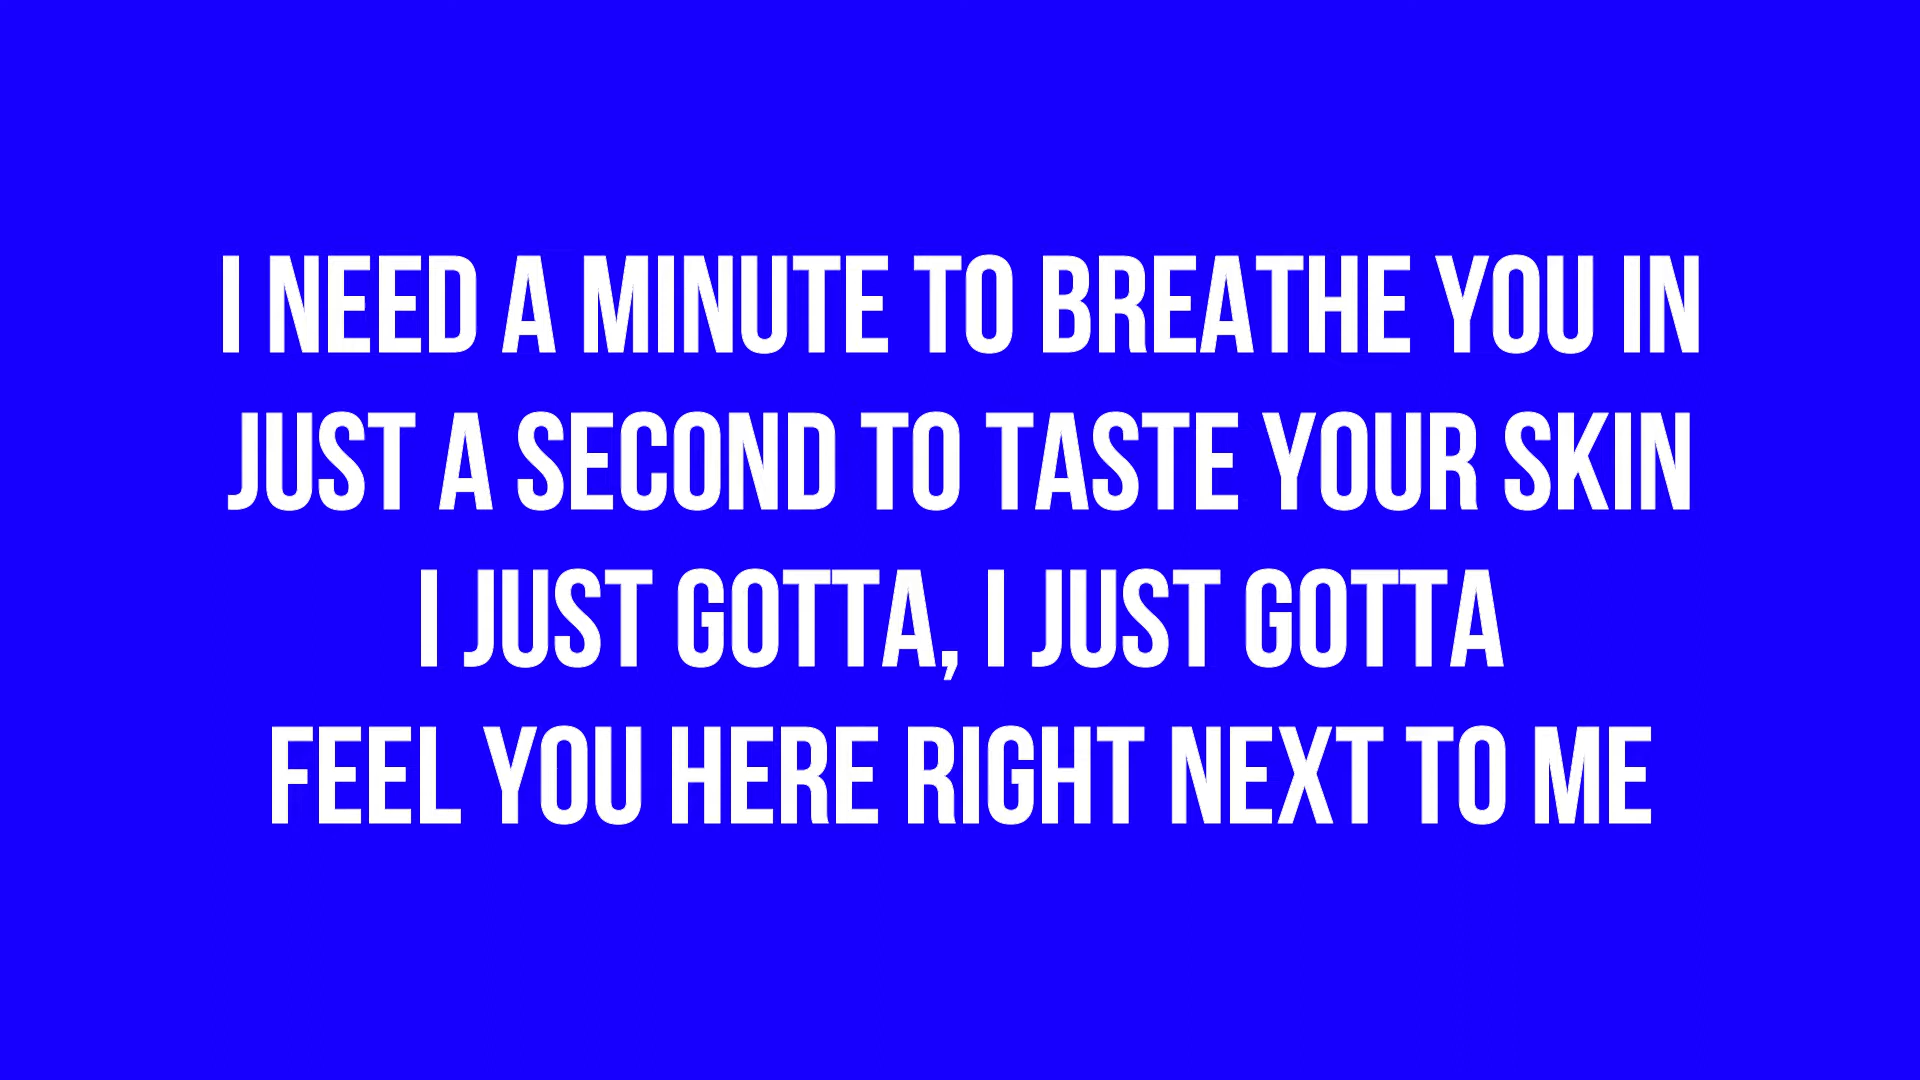 I NEED A MINUTE TO BREATHE YOU IN
JUST A SECOND TO TASTE YOUR SKIN
I JUST GOTTA, I JUST GOTTA
FEEL YOU HERE RIGHT NEXT TO ME